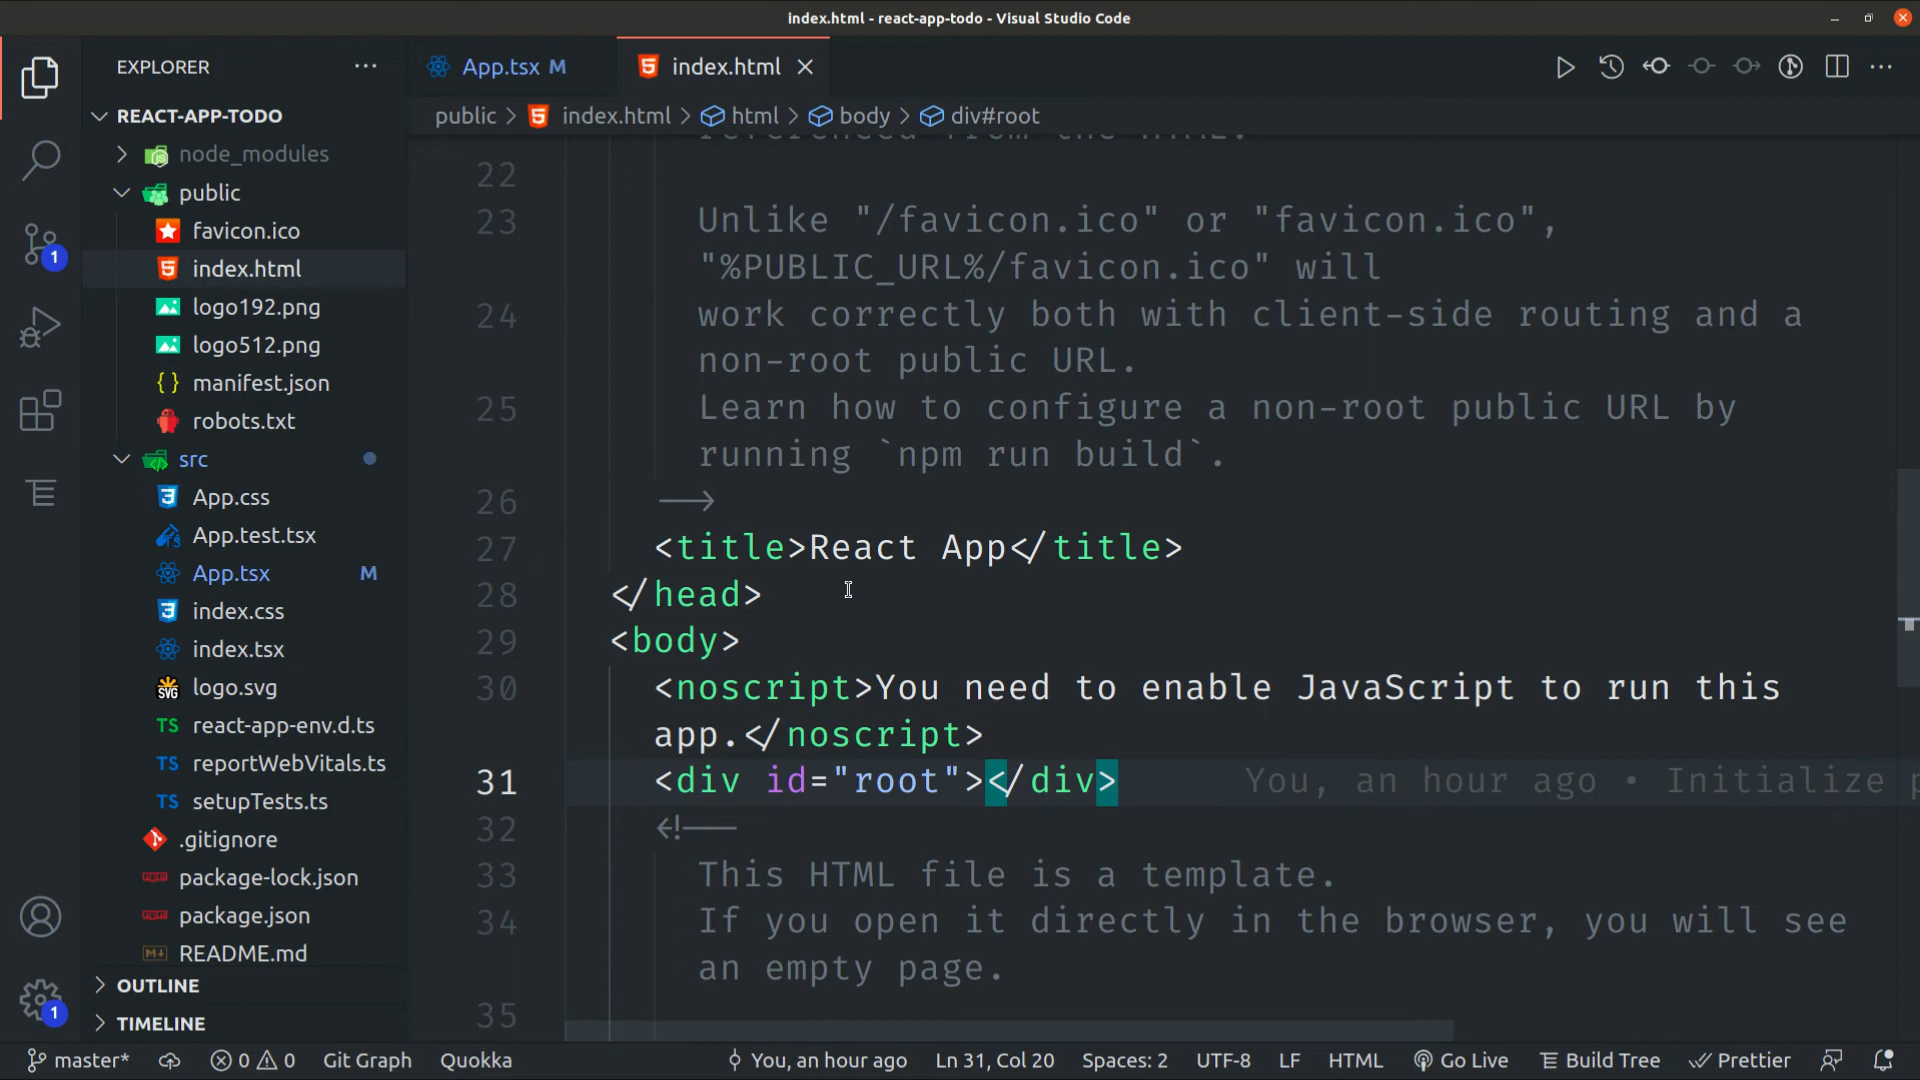 index.html - react-app-todo - Visual Studio Code
EXPLORER
App.tsx M
index.html
public > index.html > html > body > div#root
REACT-APP-TODO
node_modules
public
favicon.ico
index.html
logo192.png
logo512.png
manifest.json
robots.txt
src
App.css
App.test.tsx
App.tsx M
index.css
index.tsx
logo.svg
react-app-env.d.ts
reportWebVitals.ts
setupTests.ts
.gitignore
package-lock.json
package.json
README.md
OUTLINE
TIMELINE
1
1
referenced from the HTML.
22
23 Unlike "/favicon.ico" or "favicon.ico",
"%PUBLIC_URL%/favicon.ico" will
24 work correctly both with client-side routing and a
non-root public URL.
25 Learn how to configure a non-root public URL by
running `npm run build`.
26 -->
27 <title>React App</title>
28 </head>
29 <body>
30 <noscript>You need to enable JavaScript to run this
app.</noscript>
31 <div id="root"></div> You, an hour ago • Initialize p
32 <!--
33 This HTML file is a template.
34 If you open it directly in the browser, you will see
an empty page.
35
master* 0 0 Git Graph Quokka You, an hour ago Ln 31, Col 20 Spaces: 2 UTF-8 LF HTML Go Live Build Tree Prettier